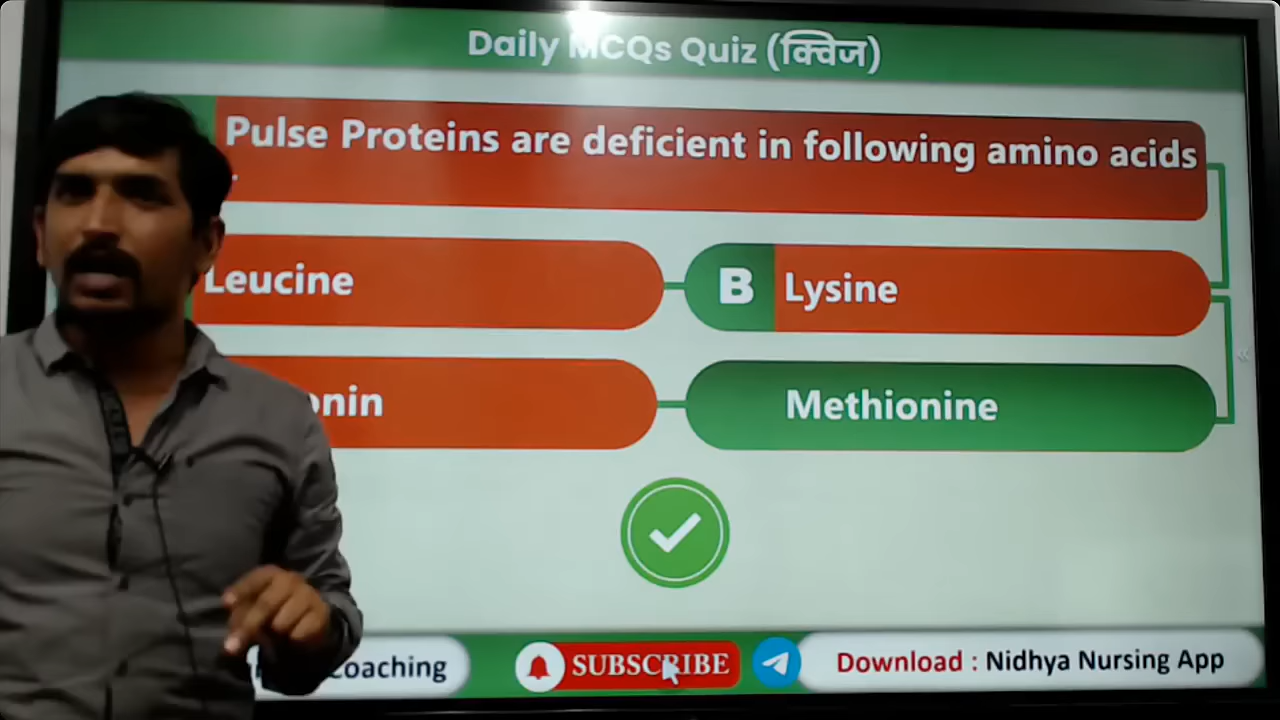 Daily MCQs Quiz (क्विज)
Pulse Proteins are deficient in following amino acids
Leucine
B Lysine
onin
Methionine
Coaching
SUBSCRIBE
Download : Nidhya Nursing App